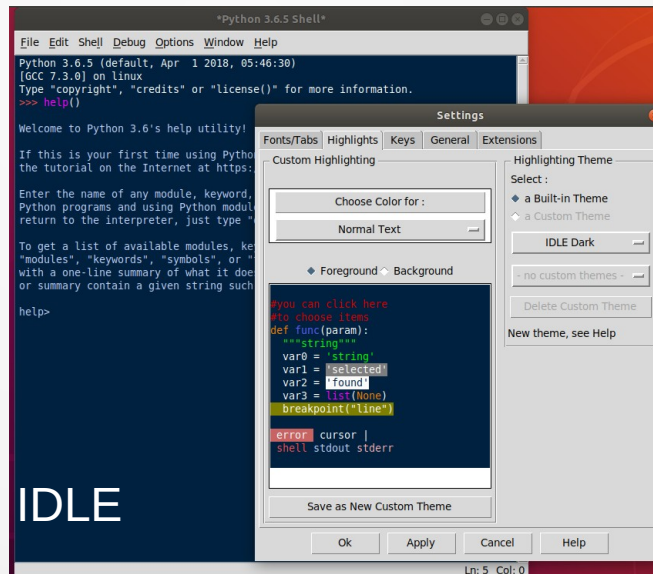 *Python 3.6.5 Shell*
File Edit Shell Debug Options Window Help
Python 3.6.5 (default, Apr 1 2018, 05:46:30)
[GCC 7.3.0] on linux
Type "copyright", "credits" or "license()" for more information.
>>> help()
Welcome to Python 3.6's help utility!
If this is your first time using
the tutorial on the Internet at
Enter the name of any module, keyword,
Python programs and using Python
return to the interpreter, just type
To get a list of available modules,
"modules", "keywords", "symbols", or
with a one-line summary of what it
or summary contain a given string such
help>
IDLE
Ln: 5 Col: 0
Settings
Fonts/Tabs Highlights Keys General Extensions
Custom Highlighting
Choose Color for :
Normal Text
Foreground Background
#you can click here
#to choose items
def func(param):
"""string"""
var0 = 'string'
var1 = 'selected'
var2 = 'found'
var3 = list(None)
breakpoint("line")
error cursor |
shell stdout stderr
Save as New Custom Theme
Highlighting Theme
Select :
a Built-in Theme
a Custom Theme
IDLE Dark
- no custom themes -
Delete Custom Theme
New theme, see Help
Ok Apply Cancel Help